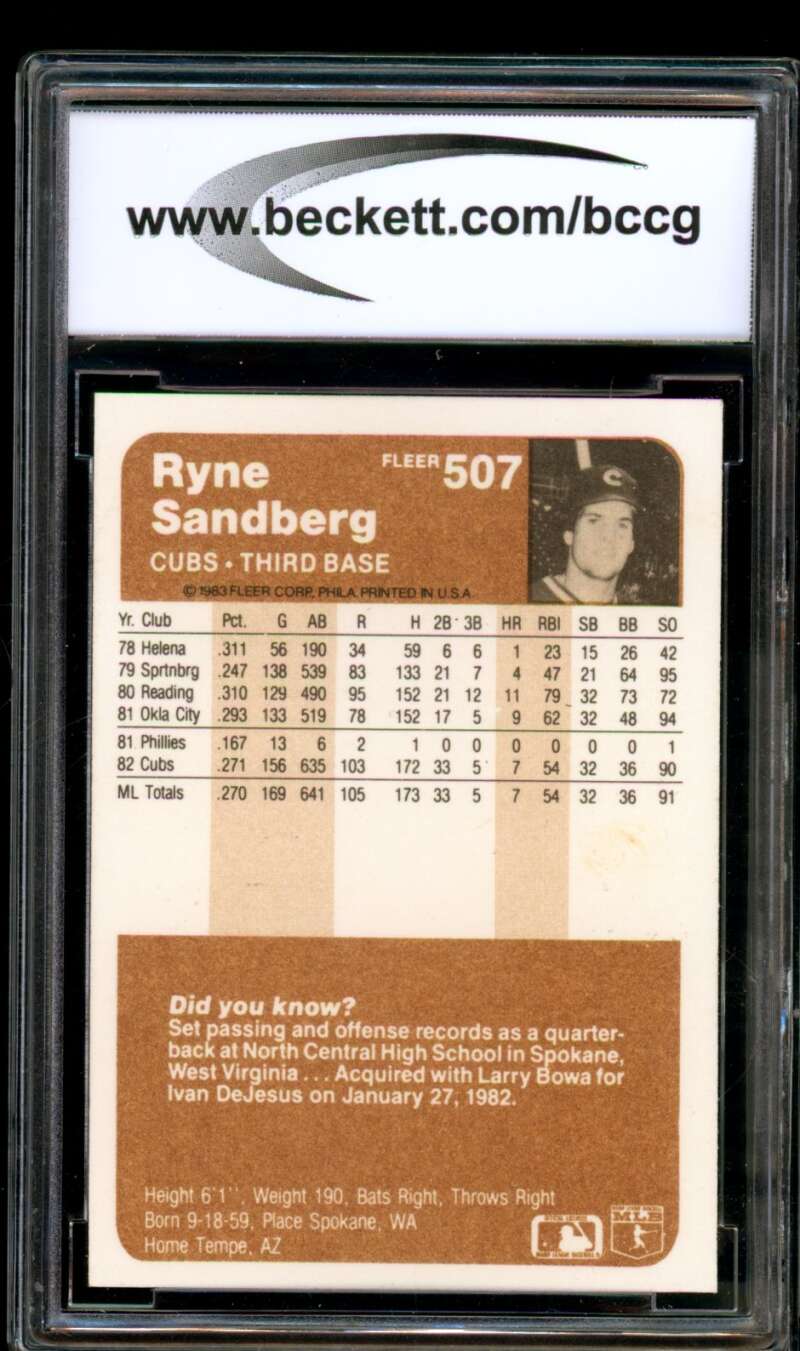 www.beckett.com/bccg
Ryne
Sandberg
FLEER 507
CUBS • THIRD BASE
© 1983 FLEER CORP. PHILA. PRINTED IN U.S.A.
Yr. Club Pct. G AB R H 2B 3B HR RBI SB BB SO
78 Helena .311 56 190 34 59 6 6 1 23 15 26 42
79 Sprtnbrg .247 138 539 83 133 21 7 4 47 21 64 95
80 Reading .310 129 490 95 152 21 12 11 79 32 73 72
81 Okla City .293 133 519 78 152 17 5 9 62 32 48 94
81 Phillies .167 13 6 2 1 0 0 0 0 0 0 1
82 Cubs .271 156 635 103 172 33 5 7 54 32 36 90
ML Totals .270 169 641 105 173 33 5 7 54 32 36 91
Did you know?
Set passing and offense records as a quarter-
back at North Central High School in Spokane,
West Virginia . . . Acquired with Larry Bowa for
Ivan DeJesus on January 27, 1982.
Height 6'1'', Weight 190, Bats Right, Throws Right
Born 9-18-59, Place Spokane, WA
Home Tempe, AZ